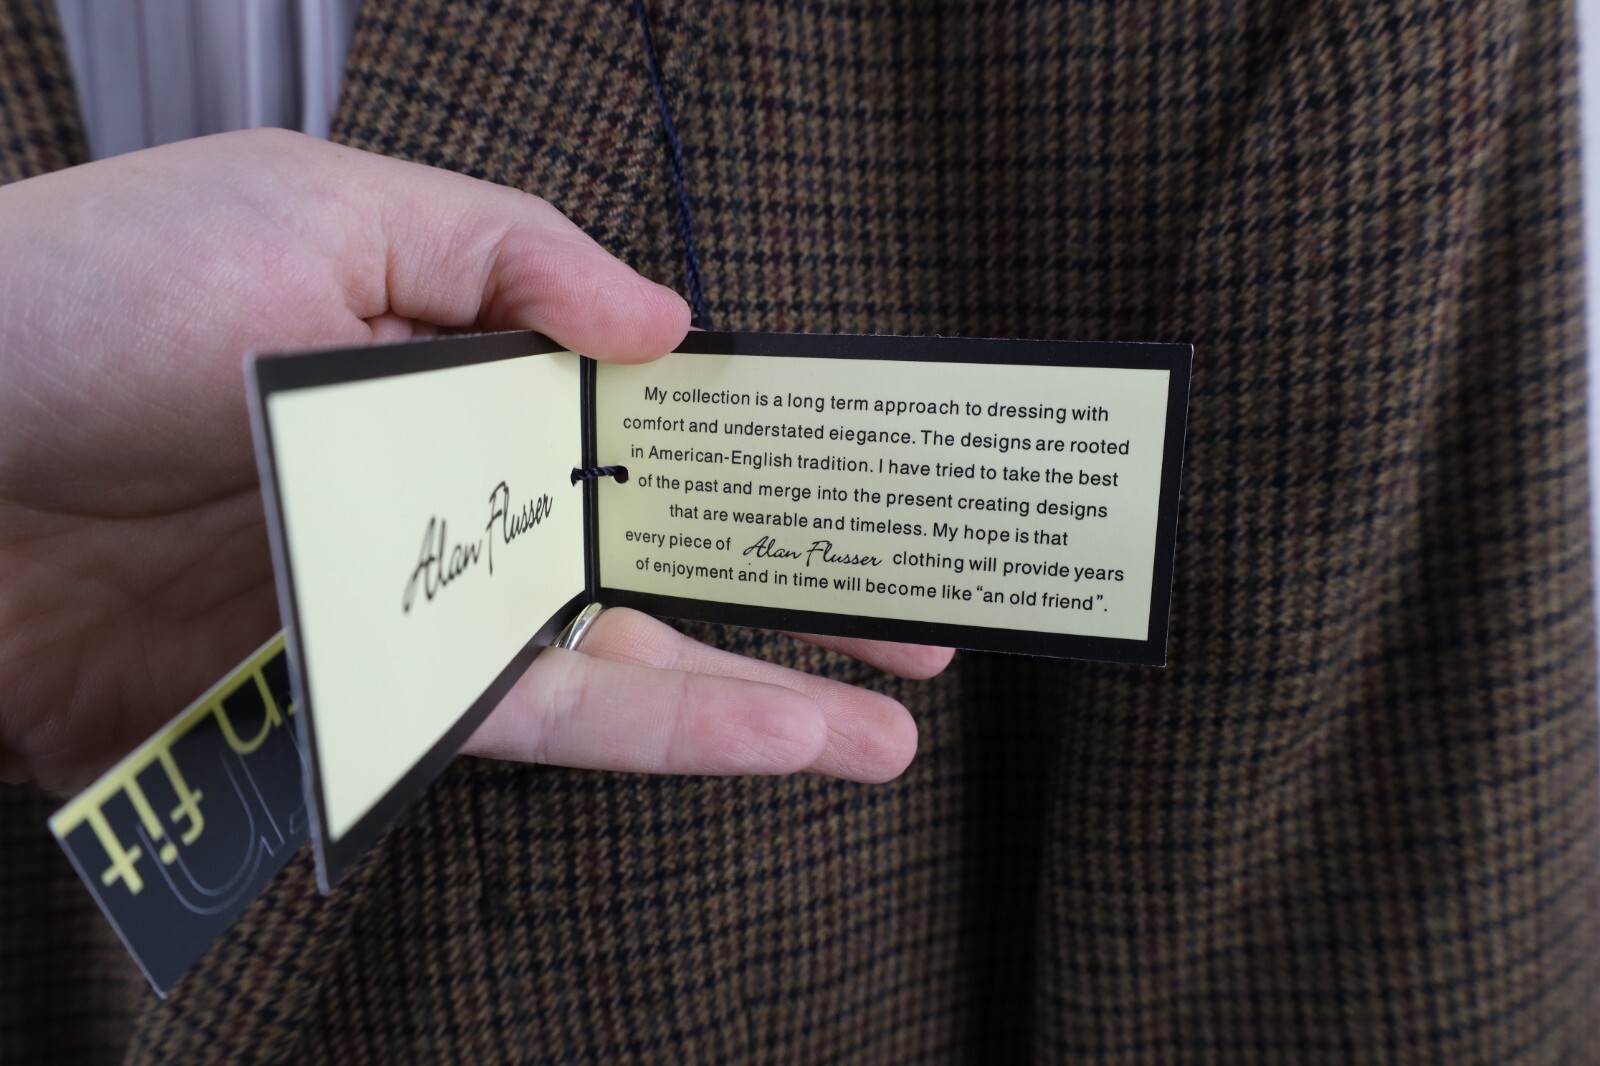 Alan Flusser
My collection is a long term approach to dressing with
comfort and understated eiegance. The designs are rooted
in American-English tradition. I have tried to take the best
of the past and merge into the present creating designs
that are wearable and timeless. My hope is that
every piece of Alan Flusser clothing will provide years
of enjoyment and in time will become like “an old friend”.
fit